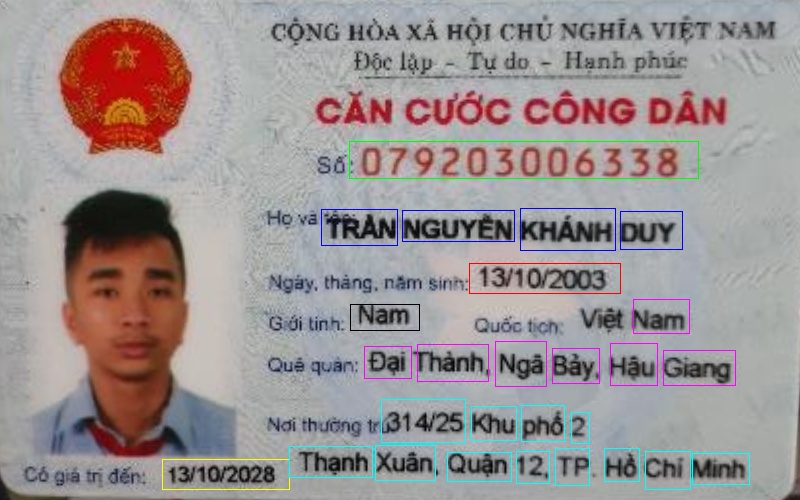 CỘNG HÒA XÃ HỘI CHỦ NGHĨA VIỆT NAM
Độc lập - Tự do - Hạnh phúc
CĂN CƯỚC CÔNG DÂN
Số: 079203006338
Họ và tên: TRẦN NGUYỄN KHÁNH DUY
Ngày, tháng, năm sinh: 13/10/2003
Giới tính: Nam Quốc tịch: Việt Nam
Quê quán: Đại Thành, Ngã Bảy, Hậu Giang
Nơi thường trú: 314/25 Khu phố 2
Có giá trị đến: 13/10/2028 Thạnh Xuân, Quận 12, TP. Hồ Chí Minh